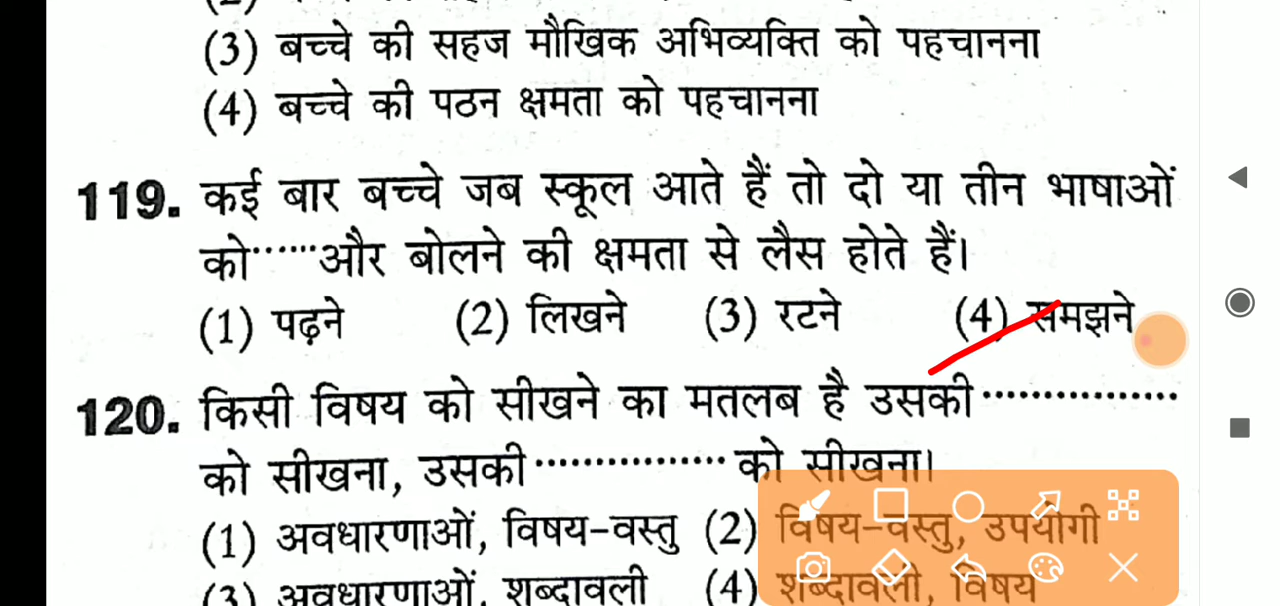 (3) बच्चे की सहज मौखिक अभिव्यक्ति को पहचानना
(4) बच्चे की पठन क्षमता को पहचानना
119. कई बार बच्चे जब स्कूल आते हैं तो दो या तीन भाषाओं
को······और बोलने की क्षमता से लैस होते हैं।
(1) पढ़ने (2) लिखने (3) रटने (4) समझने
120. किसी विषय को सीखने का मतलब है उसकी ················
को सीखना, उसकी ················ को सीखना।
(1) अवधारणाओं, विषय-वस्तु (2) विषय-वस्तु, उपयोगी
(3) अवधारणाओं, शब्दावली (4) शब्दावली, विषय